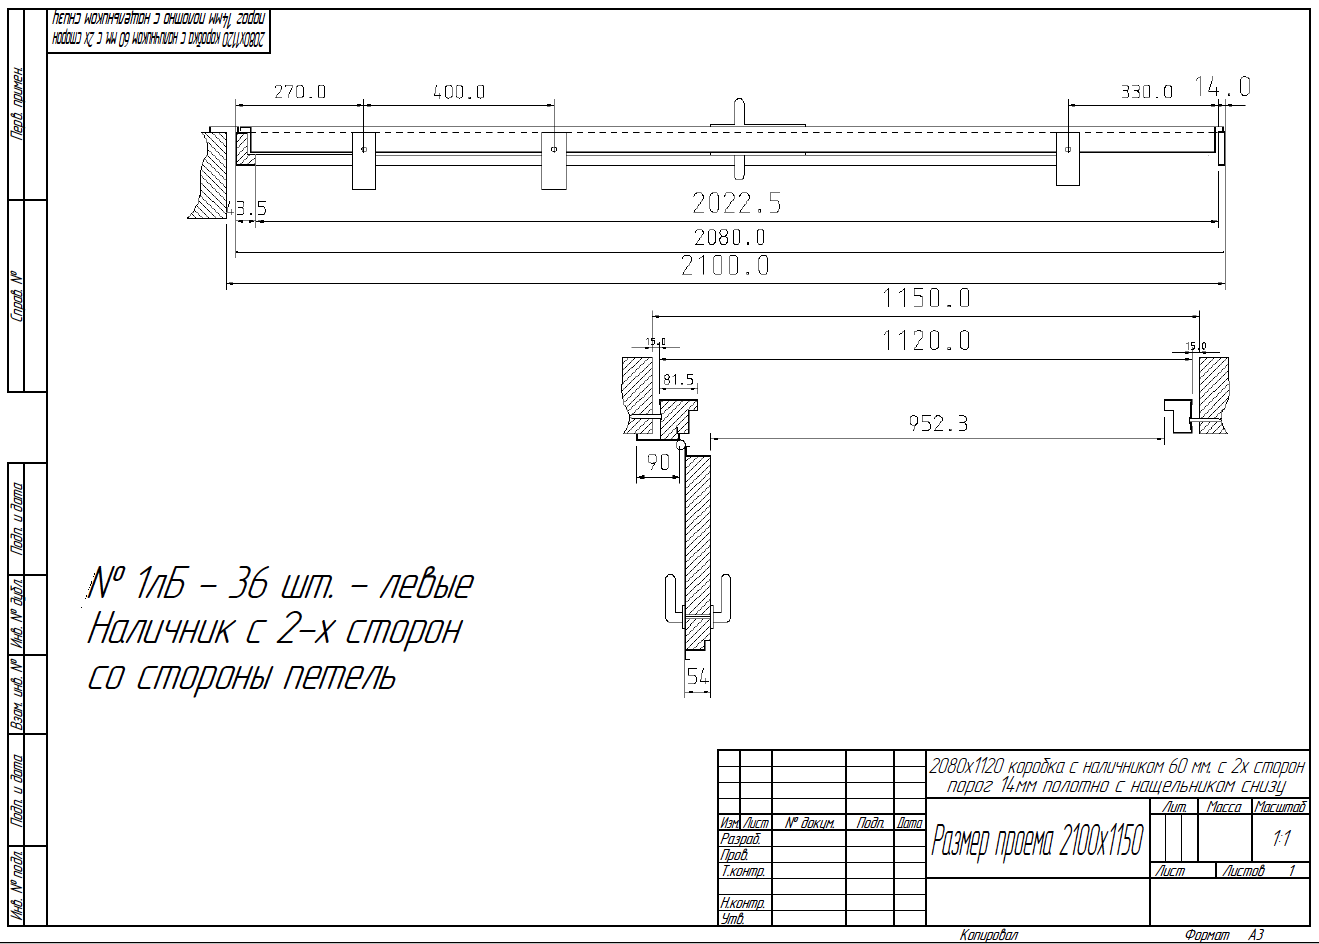 2080х1120 коробка с наличником 60 мм. с 2х сторон
порог 14мм полотно с нащельником снизу
Перв. примен.
Справ. №
Подп. и дата
Инв. № дубл.
Взам. инв. №
Подп. и дата
Инв. № подл.
270.0
400.0
330.0
14.0
43.5
2022.5
2080.0
2100.0
1150.0
1120.0
15.0
15.0
81.5
952.3
90
54
№ 1лБ - 36 шт. - левые
Наличник с 2-х сторон
со стороны петель
2080х1120 коробка с наличником 60 мм. с 2х сторон
порог 14мм полотно с нащельником снизу
Изм. Лист № докум. Подп. Дата
Разраб.
Пров.
Т.контр.
Н.контр.
Утв.
Размер проема 2100х1150
Лит. Масса Масштаб
1:1
Лист Листов 1
Копировал Формат А3